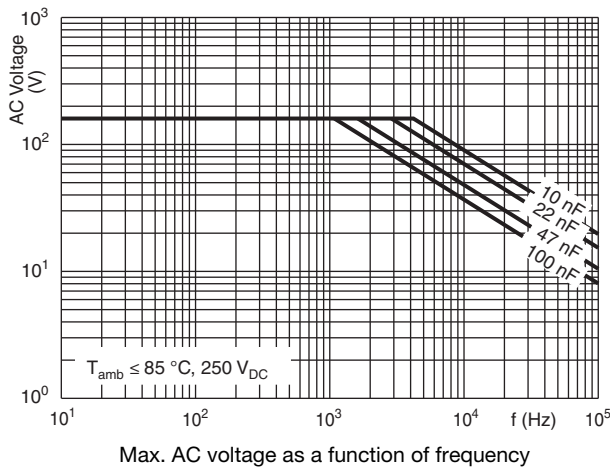 10³
AC Voltage
(V)
10²
10¹
10⁰
10 nF
22 nF
47 nF
100 nF
T_amb ≤ 85 °C, 250 V_DC
10¹
10²
10³
10⁴
f (Hz)
10⁵
Max. AC voltage as a function of frequency